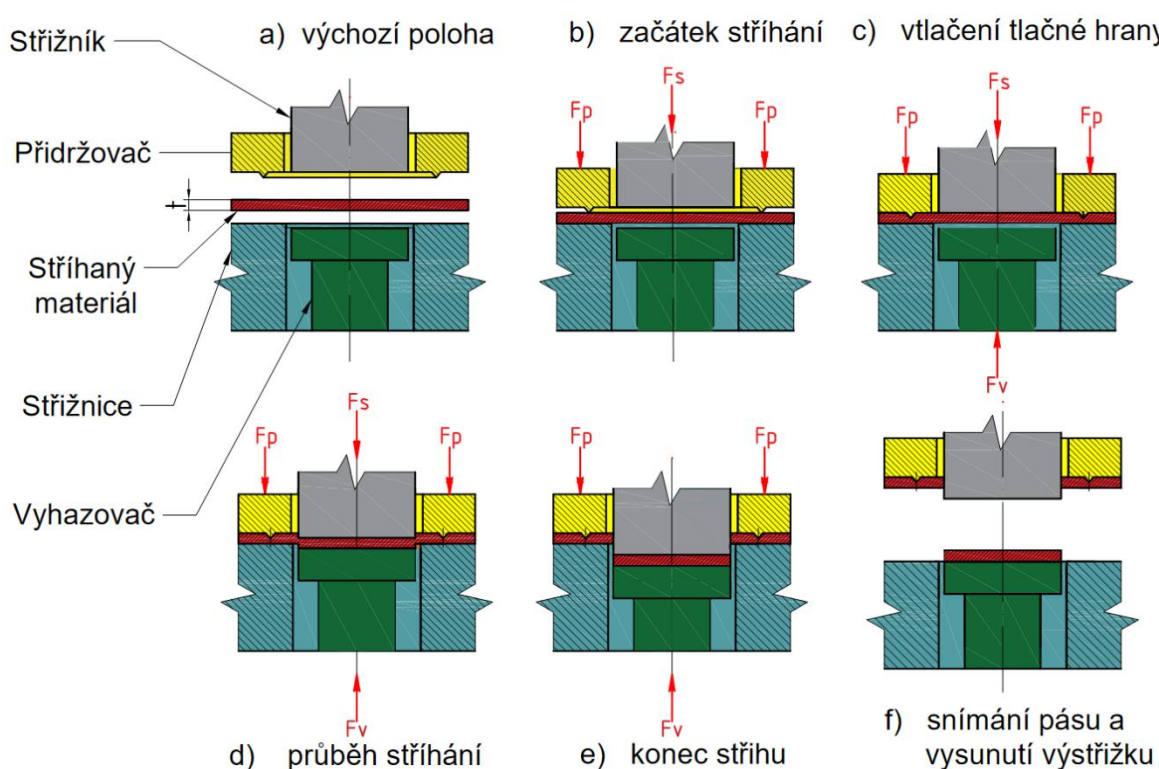 a) výchozí poloha
b) začátek stříhání
c) vtlačení tlačné hrany
Střižník
Přidržovač
t
Stříhaný
materiál
Střižnice
Vyhazovač
Fs
Fp
Fp
Fs
Fp
Fp
Fv
Fs
Fp
Fp
Fv
Fp
Fp
Fv
d) průběh stříhání
e) konec střihu
f) snímání pásu a
vysunutí výstřižku